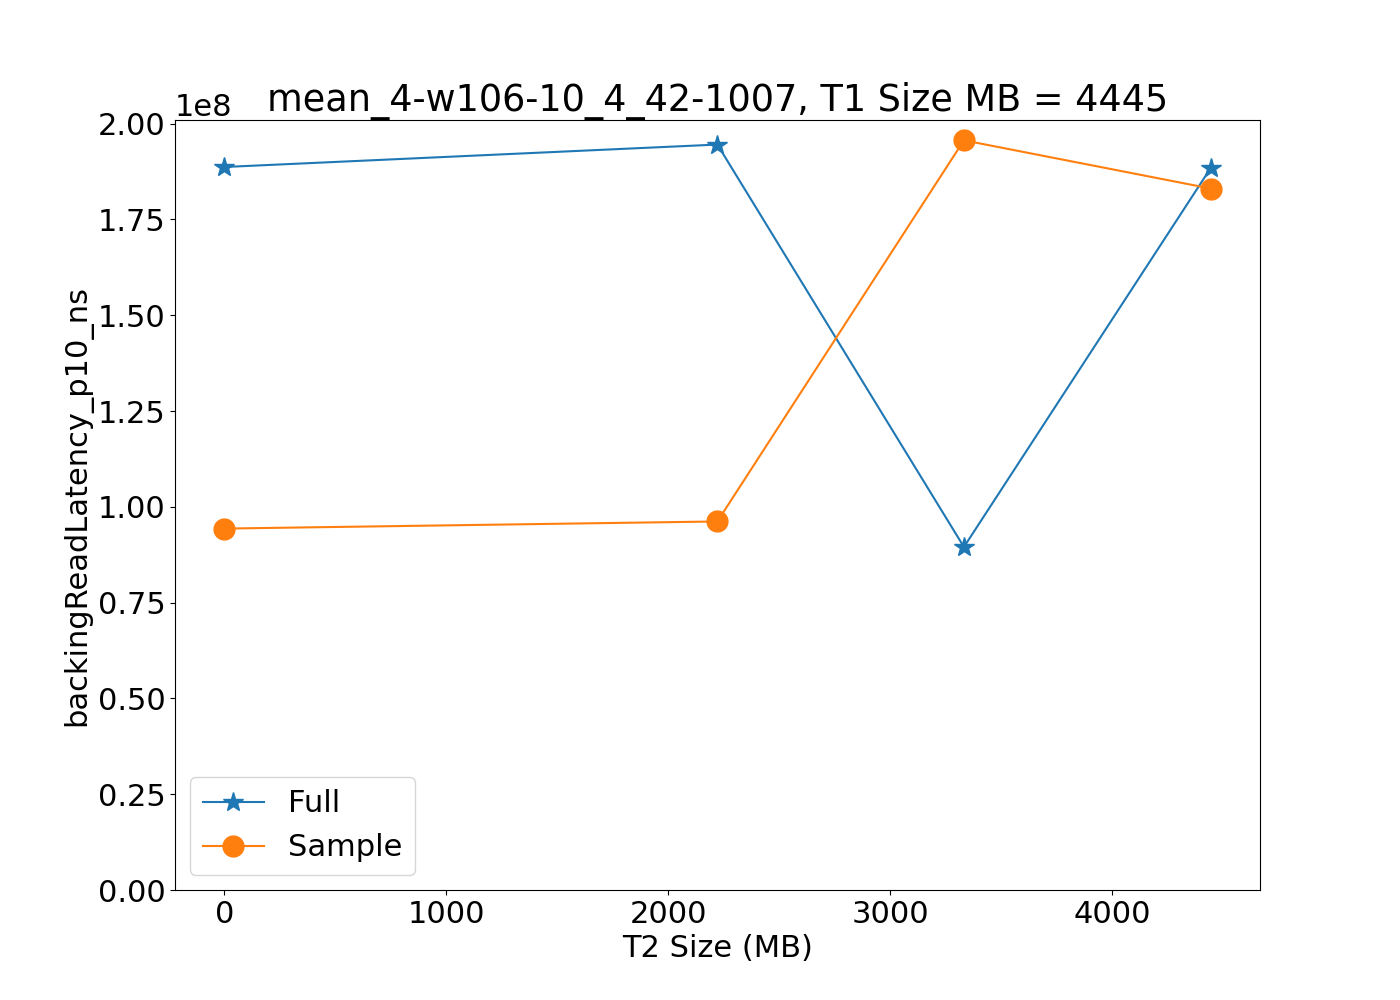 mean_4-w106-10_4_42-1007, T1 Size MB = 4445
1e8
2.00
1.75
1.50
1.25
1.00
0.75
0.50
0.25
0.00
backingReadLatency_p10_ns
Full
Sample
0 1000 2000 3000 4000
T2 Size (MB)